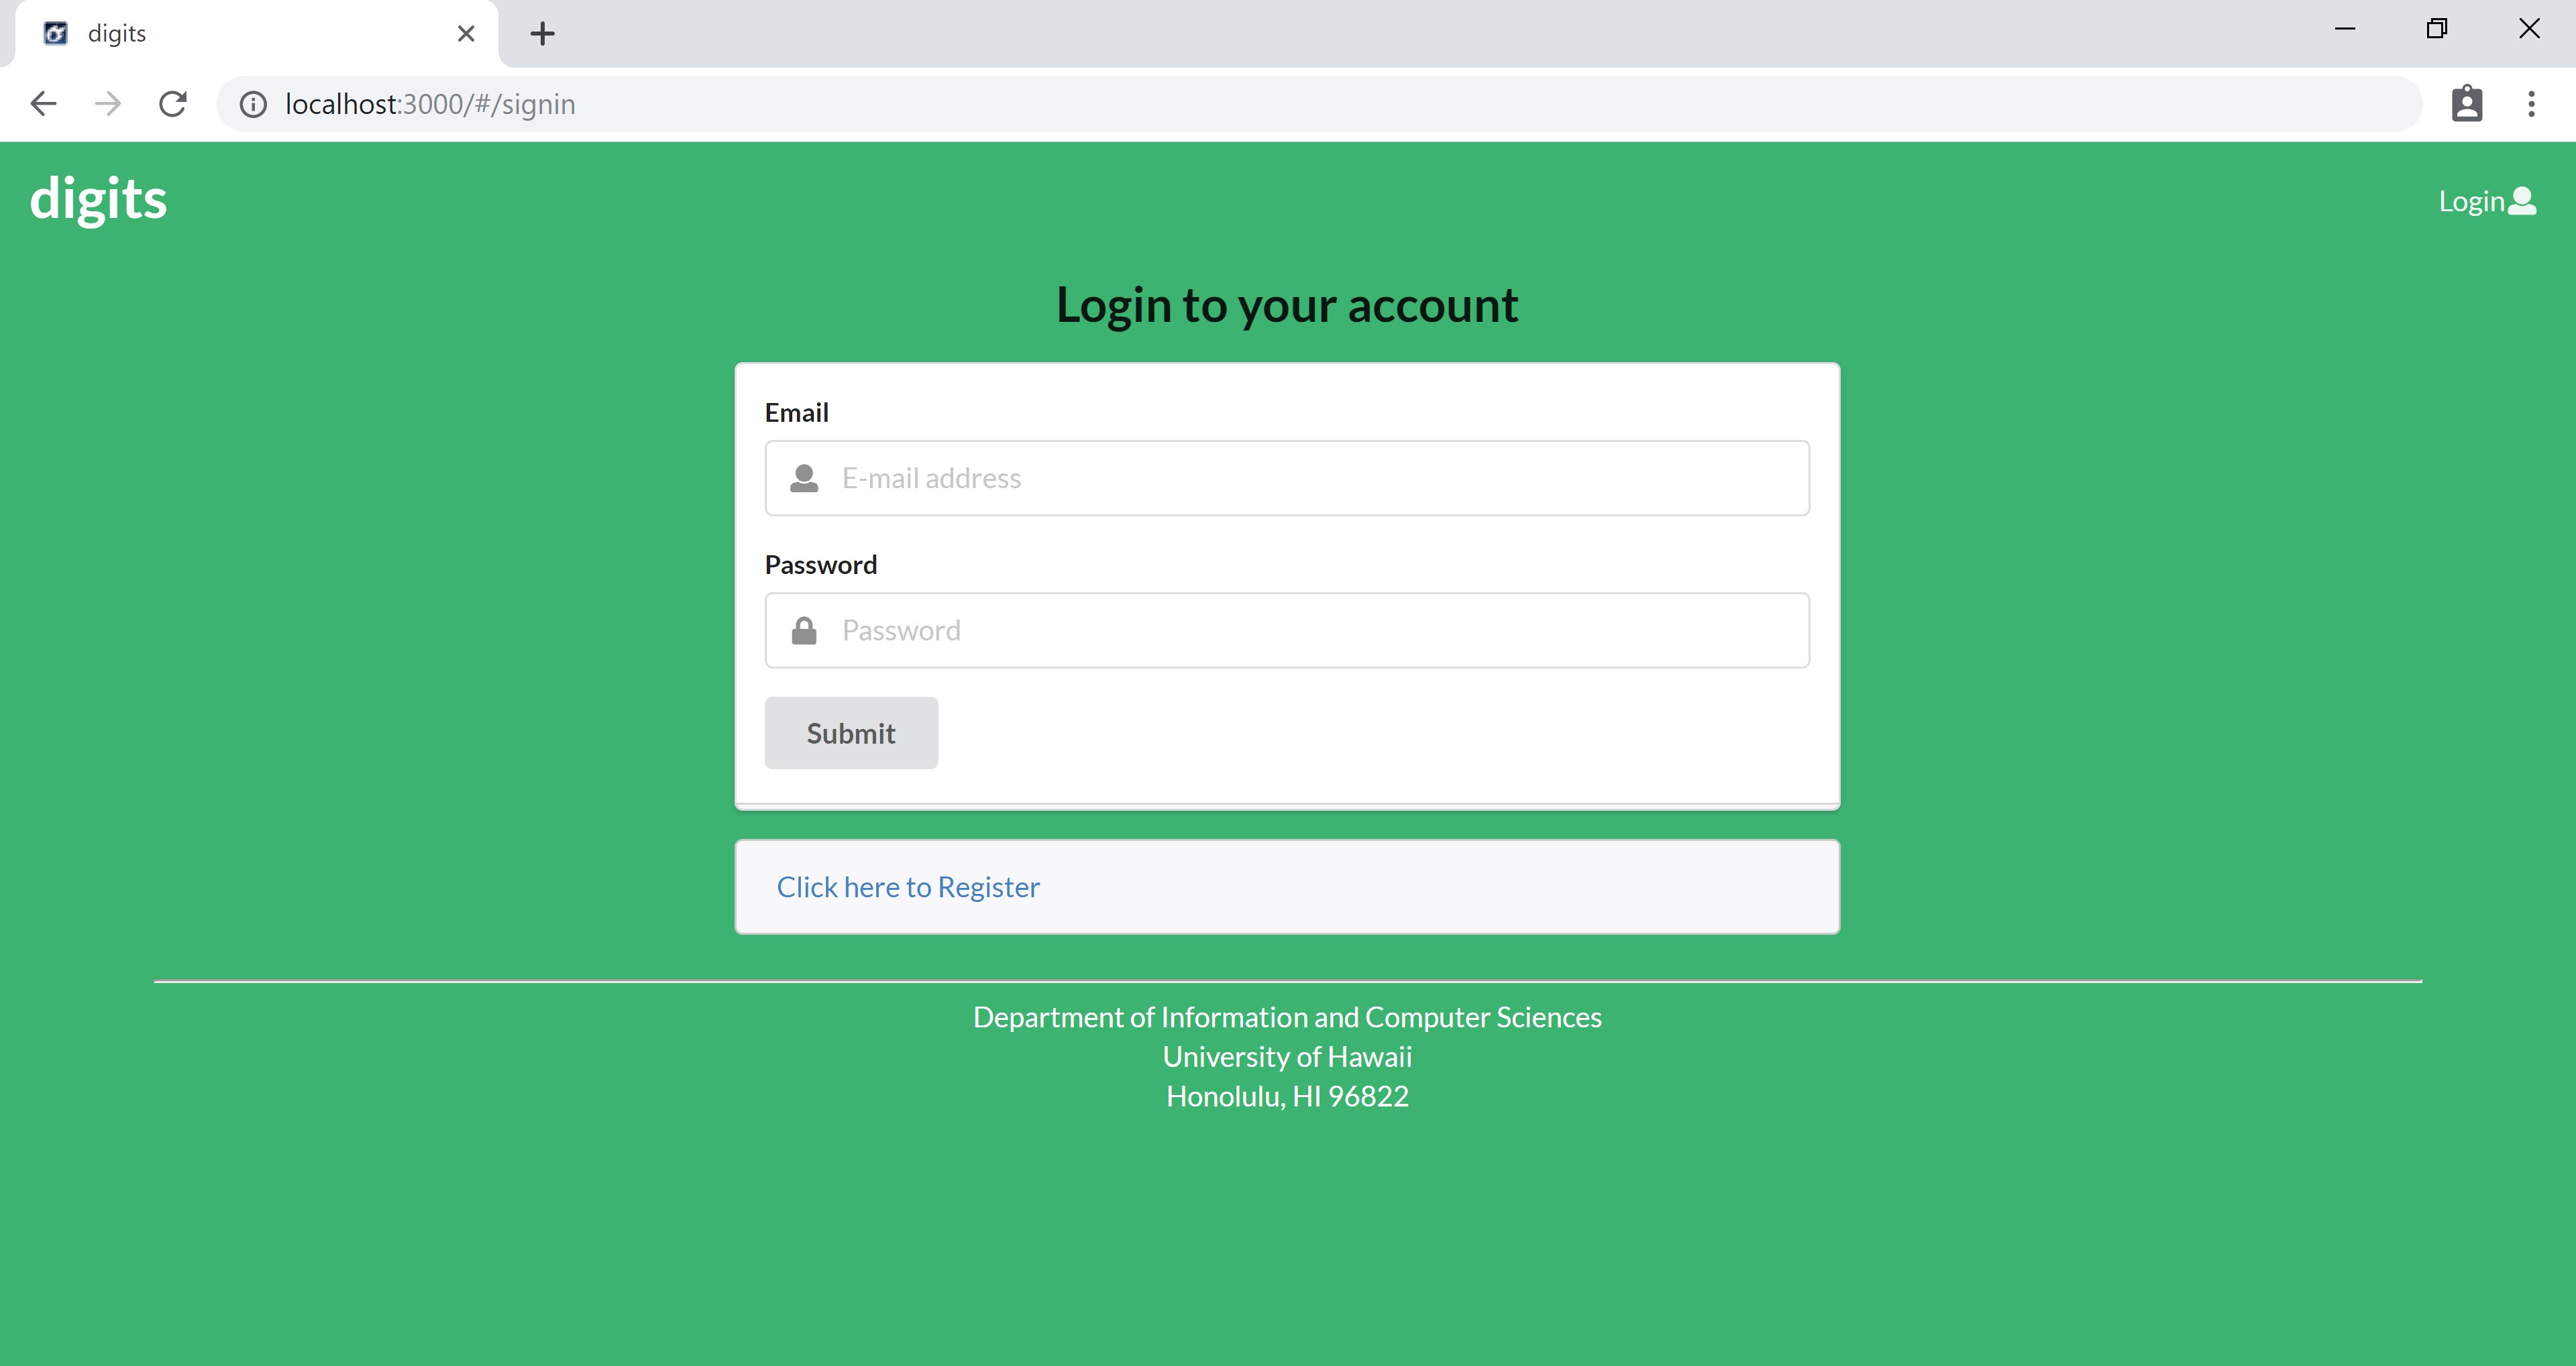 digits
localhost:3000/#/signin
digits
Login
Login to your account
Email
E-mail address
Password
Password
Submit
Click here to Register
Department of Information and Computer Sciences
University of Hawaii
Honolulu, HI 96822